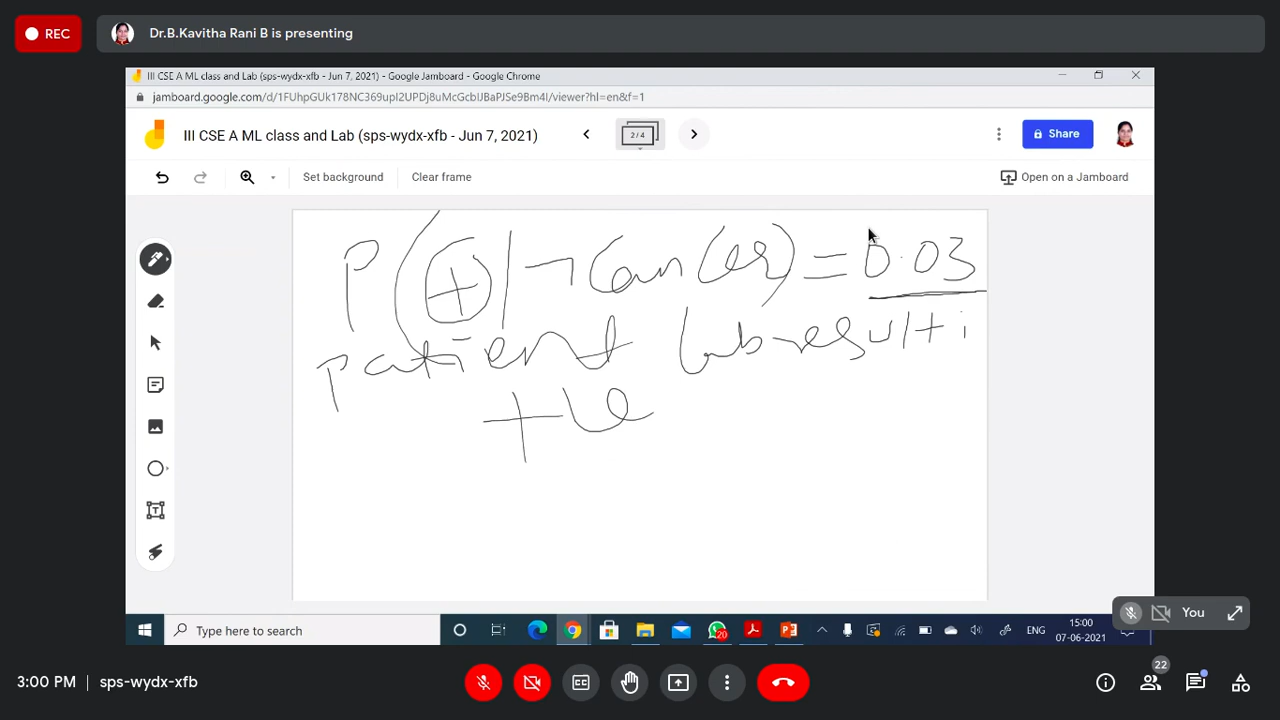 REC
Dr.B.Kavitha Rani B is presenting
III CSE A ML class and Lab (sps-wydx-xfb - Jun 7, 2021) - Google Jamboard - Google Chrome
jamboard.google.com/d/1FUhpGUk178NC369upI2UPDj8uMcGcblJBaPJSe9Bm4I/viewer?hl=en&f=1
III CSE A ML class and Lab (sps-wydx-xfb - Jun 7, 2021)
2/4
Share
Set background
Clear frame
Open on a Jamboard
P(⊕|¬Cancer)=0.03
patient lab result i
+ve
You
Type here to search
20
ENG
15:00
07-06-2021
3:00 PM | sps-wydx-xfb
CC
22